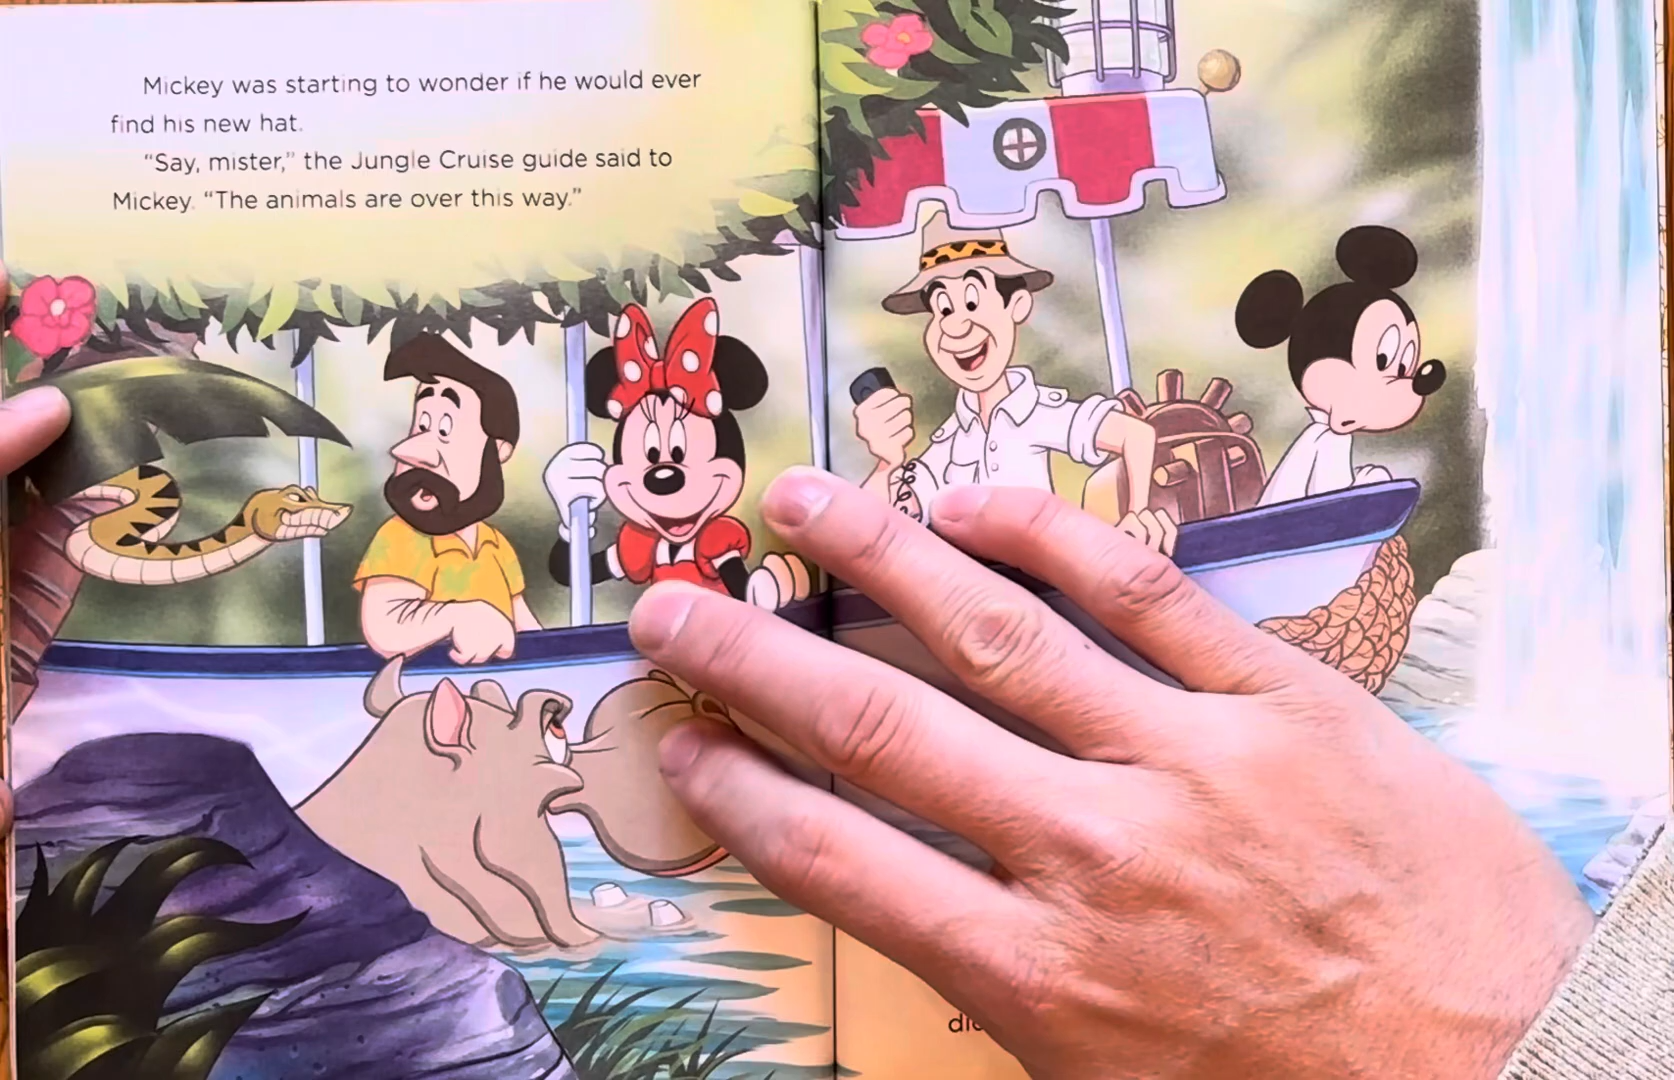 Mickey was starting to wonder if he would ever
find his new hat.
“Say, mister,” the Jungle Cruise guide said to
Mickey. “The animals are over this way.”